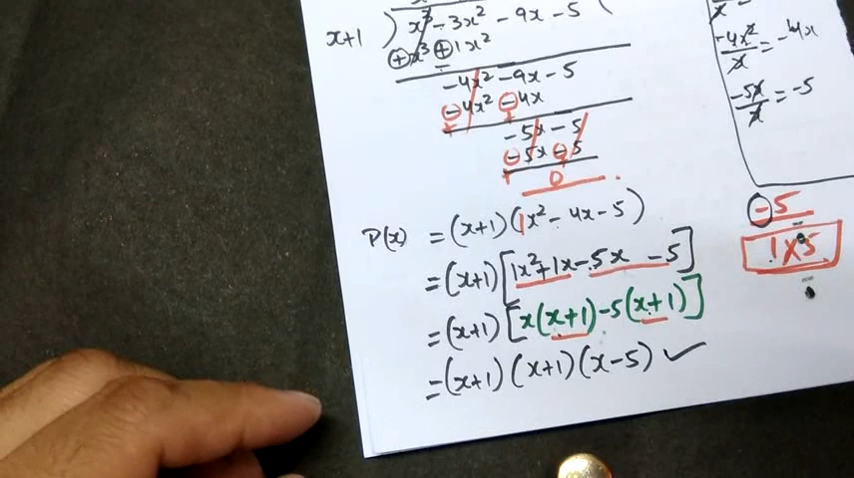 x+1 ) x³ - 3x² - 9x - 5 (
+x³ + 1x²
-4x² - 9x - 5
-4x² - 4x
-5x - 5
-5x - 5
0
-4x²/x = -4x
-5x/x = -5
-5
1x5
P(x) = (x+1)(1x² - 4x - 5)
= (x+1)[1x²+1x-5x - 5]
= (x+1)[x(x+1)-5(x+1)]
= (x+1)(x+1)(x-5) ✓